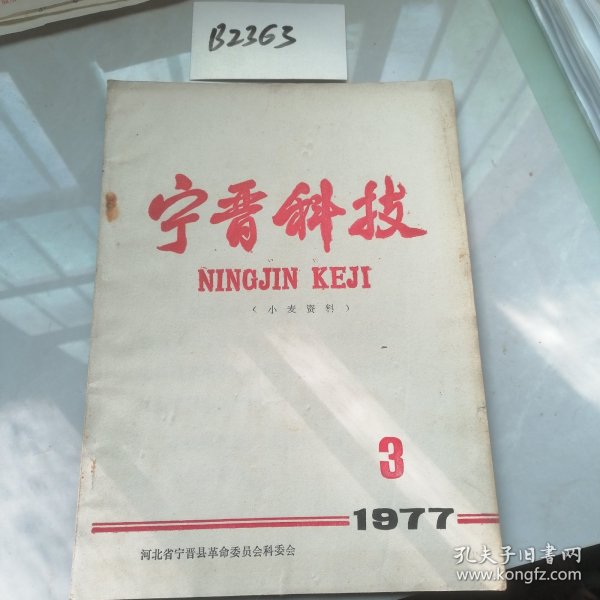 B2363
宁晋科技
NINGJIN KEJI
（小麦资料）
3
1977
河北省宁晋县革命委员会科委会
孔夫子旧书网
www.kongfz.com